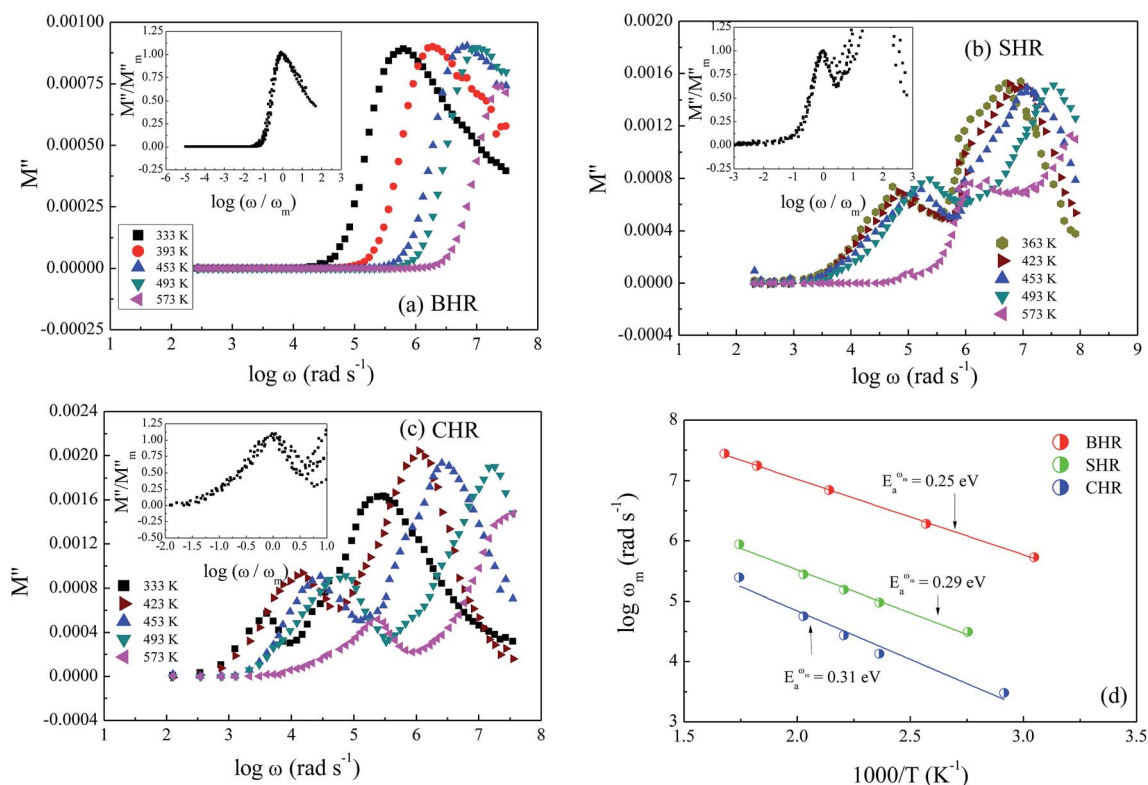 0.00100
0.00075
0.00050
0.00025
0.00000
-0.00025
M''
1 2 3 4 5 6 7 8
log ω (rad s⁻¹)
1.25
1.00
0.75
0.50
0.25
0.00
-0.25
M''/M''ₘ
-6 -5 -4 -3 -2 -1 0 1 2 3
log (ω / ωₘ)
333 K
393 K
453 K
493 K
573 K
(a) BHR
0.0020
0.0016
0.0012
0.0008
0.0004
0.0000
-0.0004
M''
1 2 3 4 5 6 7 8 9
log ω (rad s⁻¹)
1.25
1.00
0.75
0.50
0.25
0.00
-0.25
M''/M''ₘ
-3 -2 -1 0 1 2 3
log (ω / ωₘ)
(b) SHR
363 K
423 K
453 K
493 K
573 K
0.0024
0.0020
0.0016
0.0012
0.0008
0.0004
0.0000
-0.0004
M''
1 2 3 4 5 6 7 8
log ω (rad s⁻¹)
1.25
1.00
0.75
0.50
0.25
0.00
-0.25
-0.50
M''/M''ₘ
-2.0 -1.5 -1.0 -0.5 0.0 0.5 1.0
log (ω / ωₘ)
(c) CHR
333 K
423 K
453 K
493 K
573 K
8
7
6
5
4
3
log ωₘ (rad s⁻¹)
1.5 2.0 2.5 3.0 3.5
1000/T (K⁻¹)
BHR
SHR
CHR
Eₐ^ωₘ = 0.25 eV
Eₐ^ωₘ = 0.29 eV
Eₐ^ωₘ = 0.31 eV
(d)